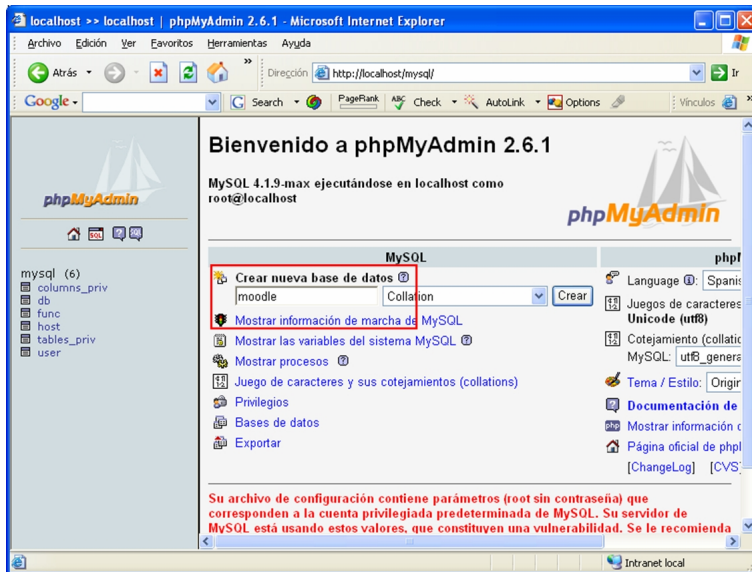 localhost >> localhost | phpMyAdmin 2.6.1 - Microsoft Internet Explorer
Archivo Edición Ver Favoritos Herramientas Ayuda
Atrás » Dirección http://localhost/mysql/ Ir
Google Search PageRank Check AutoLink Options Vínculos »
phpMyAdmin
SQL
mysql (6)
columns_priv
db
func
host
tables_priv
user
Bienvenido a phpMyAdmin 2.6.1
MySQL 4.1.9-max ejecutándose en localhost como
root@localhost
phpMyAdmin
MySQL
Crear nueva base de datos
moodle Collation Crear
Mostrar información de marcha de MySQL
Mostrar las variables del sistema MySQL
Mostrar procesos
Juego de caracteres y sus cotejamientos (collations)
Privilegios
Bases de datos
Exportar
Language
Juegos de caracteres
Unicode (utf8)
Cotejamiento
MySQL:
Tema / Estilo:
Documentación de
php Mostrar información
Página oficial de
[ChangeLog] [CVS
Su archivo de configuración contiene parámetros (root sin contraseña) que
corresponden a la cuenta privilegiada predeterminada de MySQL. Su servidor de
MySQL está usando estos valores, que constituyen una vulnerabilidad. Se le recomienda
Intranet local